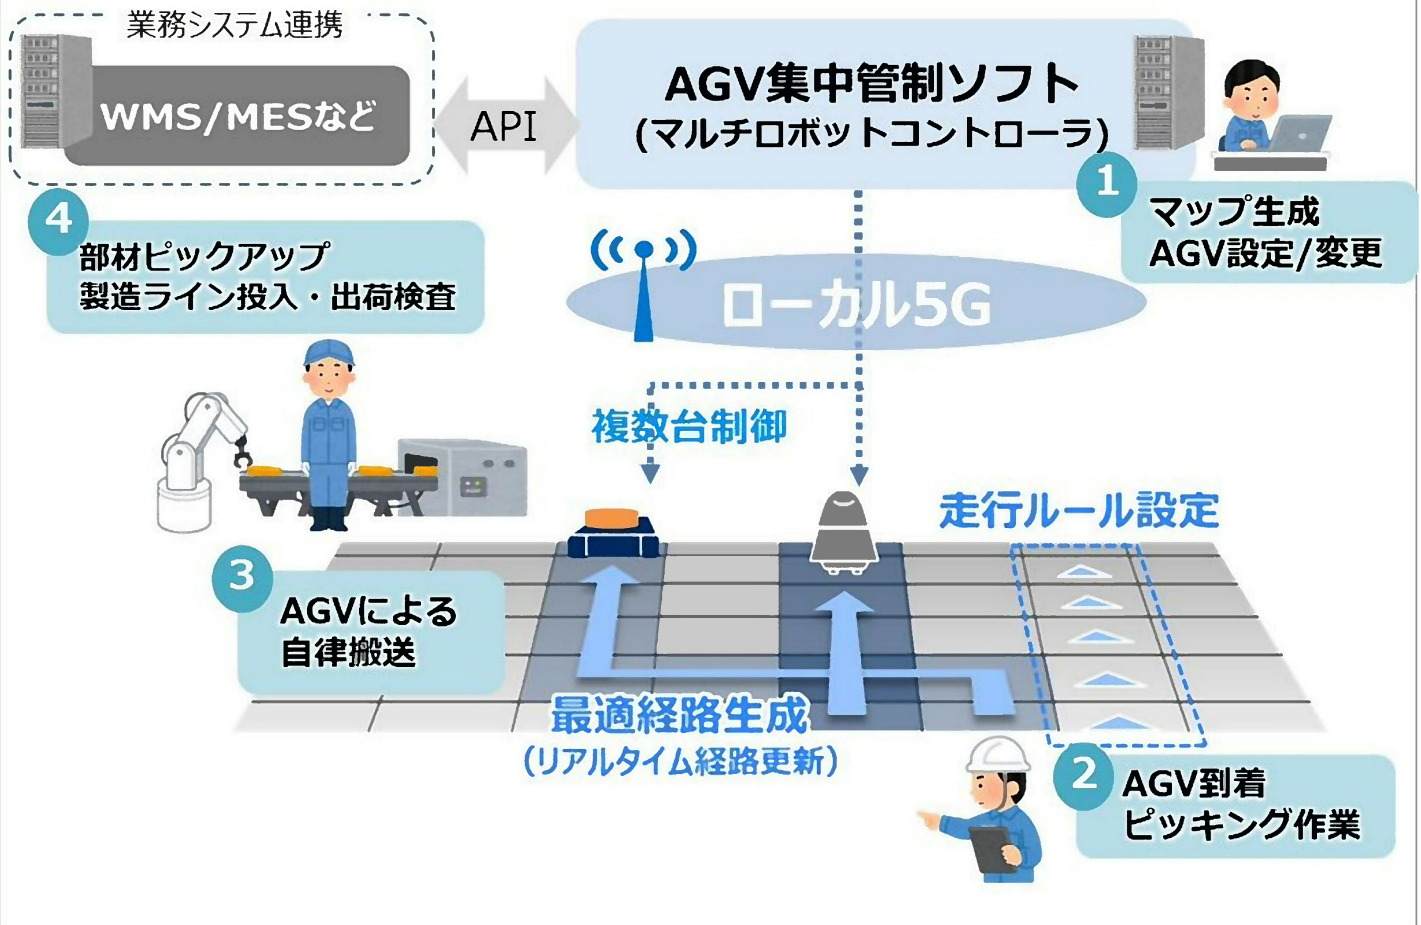 業務システム連携
WMS/MESなど
API
AGV集中管制ソフト
(マルチロボットコントローラ)
1
マップ生成
AGV設定/変更
4
部材ピックアップ
製造ライン投入・出荷検査
ローカル5G
複数台制御
走行ルール設定
3
AGVによる
自律搬送
最適経路生成
(リアルタイム経路更新)
2
AGV到着
ピッキング作業